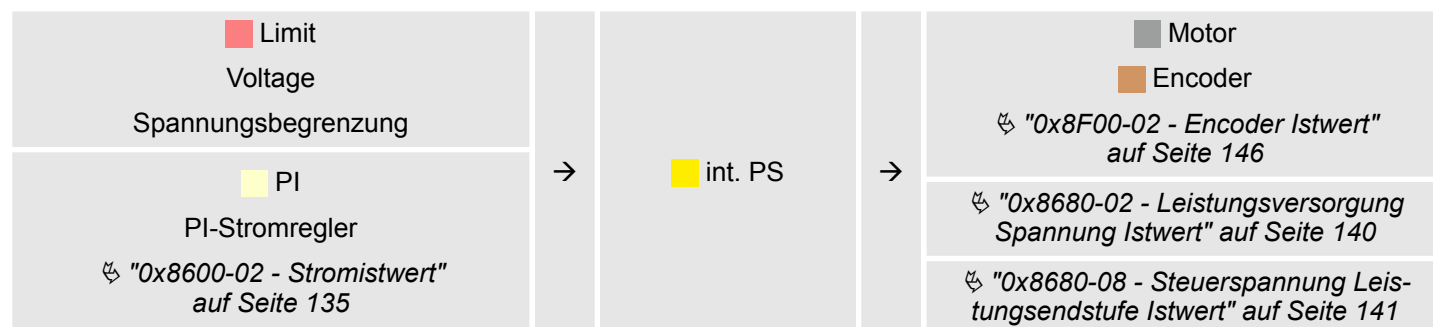 Limit
Voltage
Spannungsbegrenzung
PI
PI-Stromregler
↳ "0x8600-02 - Stromistwert"
auf Seite 135
→
int. PS
→
Motor
Encoder
↳ "0x8F00-02 - Encoder Istwert"
auf Seite 146
↳ "0x8680-02 - Leistungsversorgung
Spannung Istwert" auf Seite 140
↳ "0x8680-08 - Steuerspannung Leis-
tungsendstufe Istwert" auf Seite 141